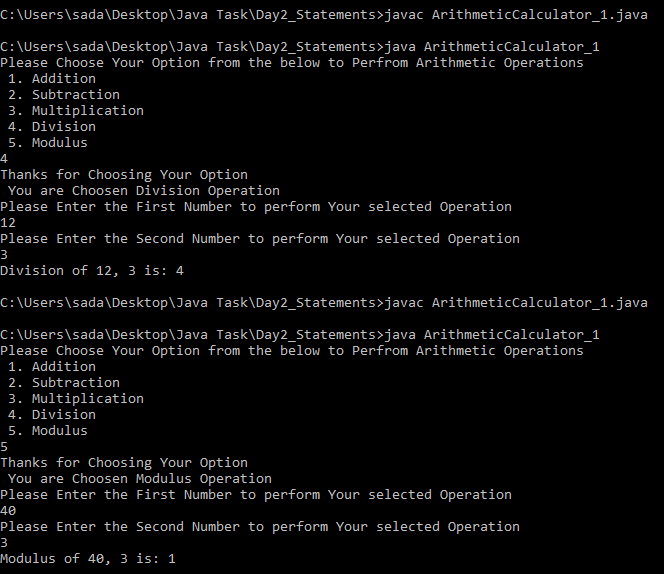 C:\Users\sada\Desktop\Java Task\Day2_Statements>javac ArithmeticCalculator_1.java
C:\Users\sada\Desktop\Java Task\Day2_Statements>java ArithmeticCalculator_1
Please Choose Your Option from the below to Perfrom Arithmetic Operations
1. Addition
2. Subtraction
3. Multiplication
4. Division
5. Modulus
4
Thanks for Choosing Your Option
You are Choosen Division Operation
Please Enter the First Number to perform Your selected Operation
12
Please Enter the Second Number to perform Your selected Operation
3
Division of 12, 3 is: 4
C:\Users\sada\Desktop\Java Task\Day2_Statements>javac ArithmeticCalculator_1.java
C:\Users\sada\Desktop\Java Task\Day2_Statements>java ArithmeticCalculator_1
Please Choose Your Option from the below to Perfrom Arithmetic Operations
1. Addition
2. Subtraction
3. Multiplication
4. Division
5. Modulus
5
Thanks for Choosing Your Option
You are Choosen Modulus Operation
Please Enter the First Number to perform Your selected Operation
40
Please Enter the Second Number to perform Your selected Operation
3
Modulus of 40, 3 is: 1